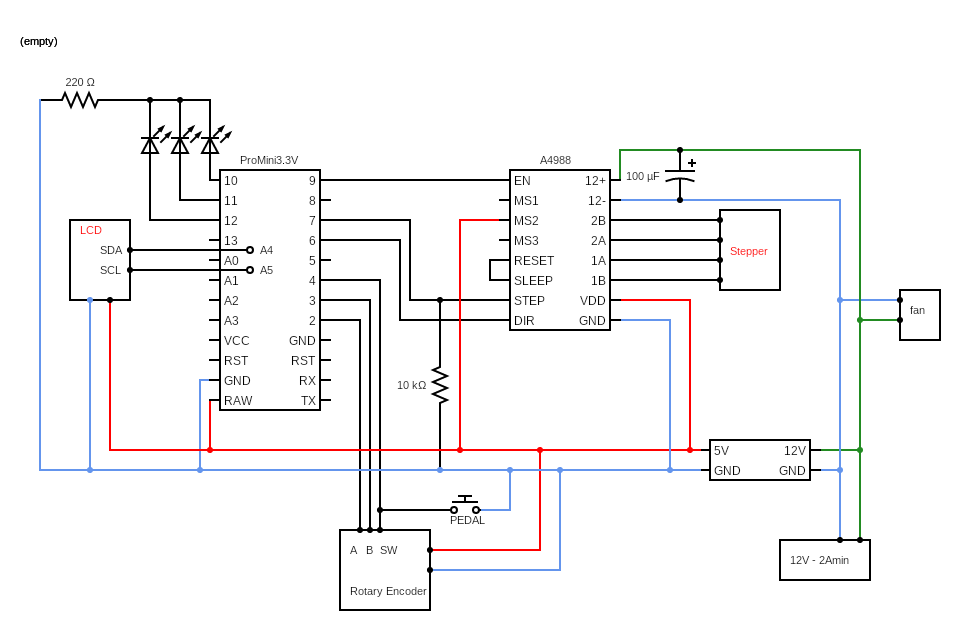 (empty)
220 Ω
ProMini3.3V
A4988
10 9
11 8
12 7
13 6
A0 5
A1 4
A2 3
A3 2
VCC GND
RST RST
GND RX
RAW TX
LCD
SDA
SCL
A4
A5
EN 12+
MS1 12-
MS2 2B
MS3 2A
RESET 1A
SLEEP 1B
STEP VDD
DIR GND
100 µF
+
Stepper
fan
10 kΩ
5V 12V
GND GND
PEDAL
A B SW
Rotary Encoder
12V - 2Amin